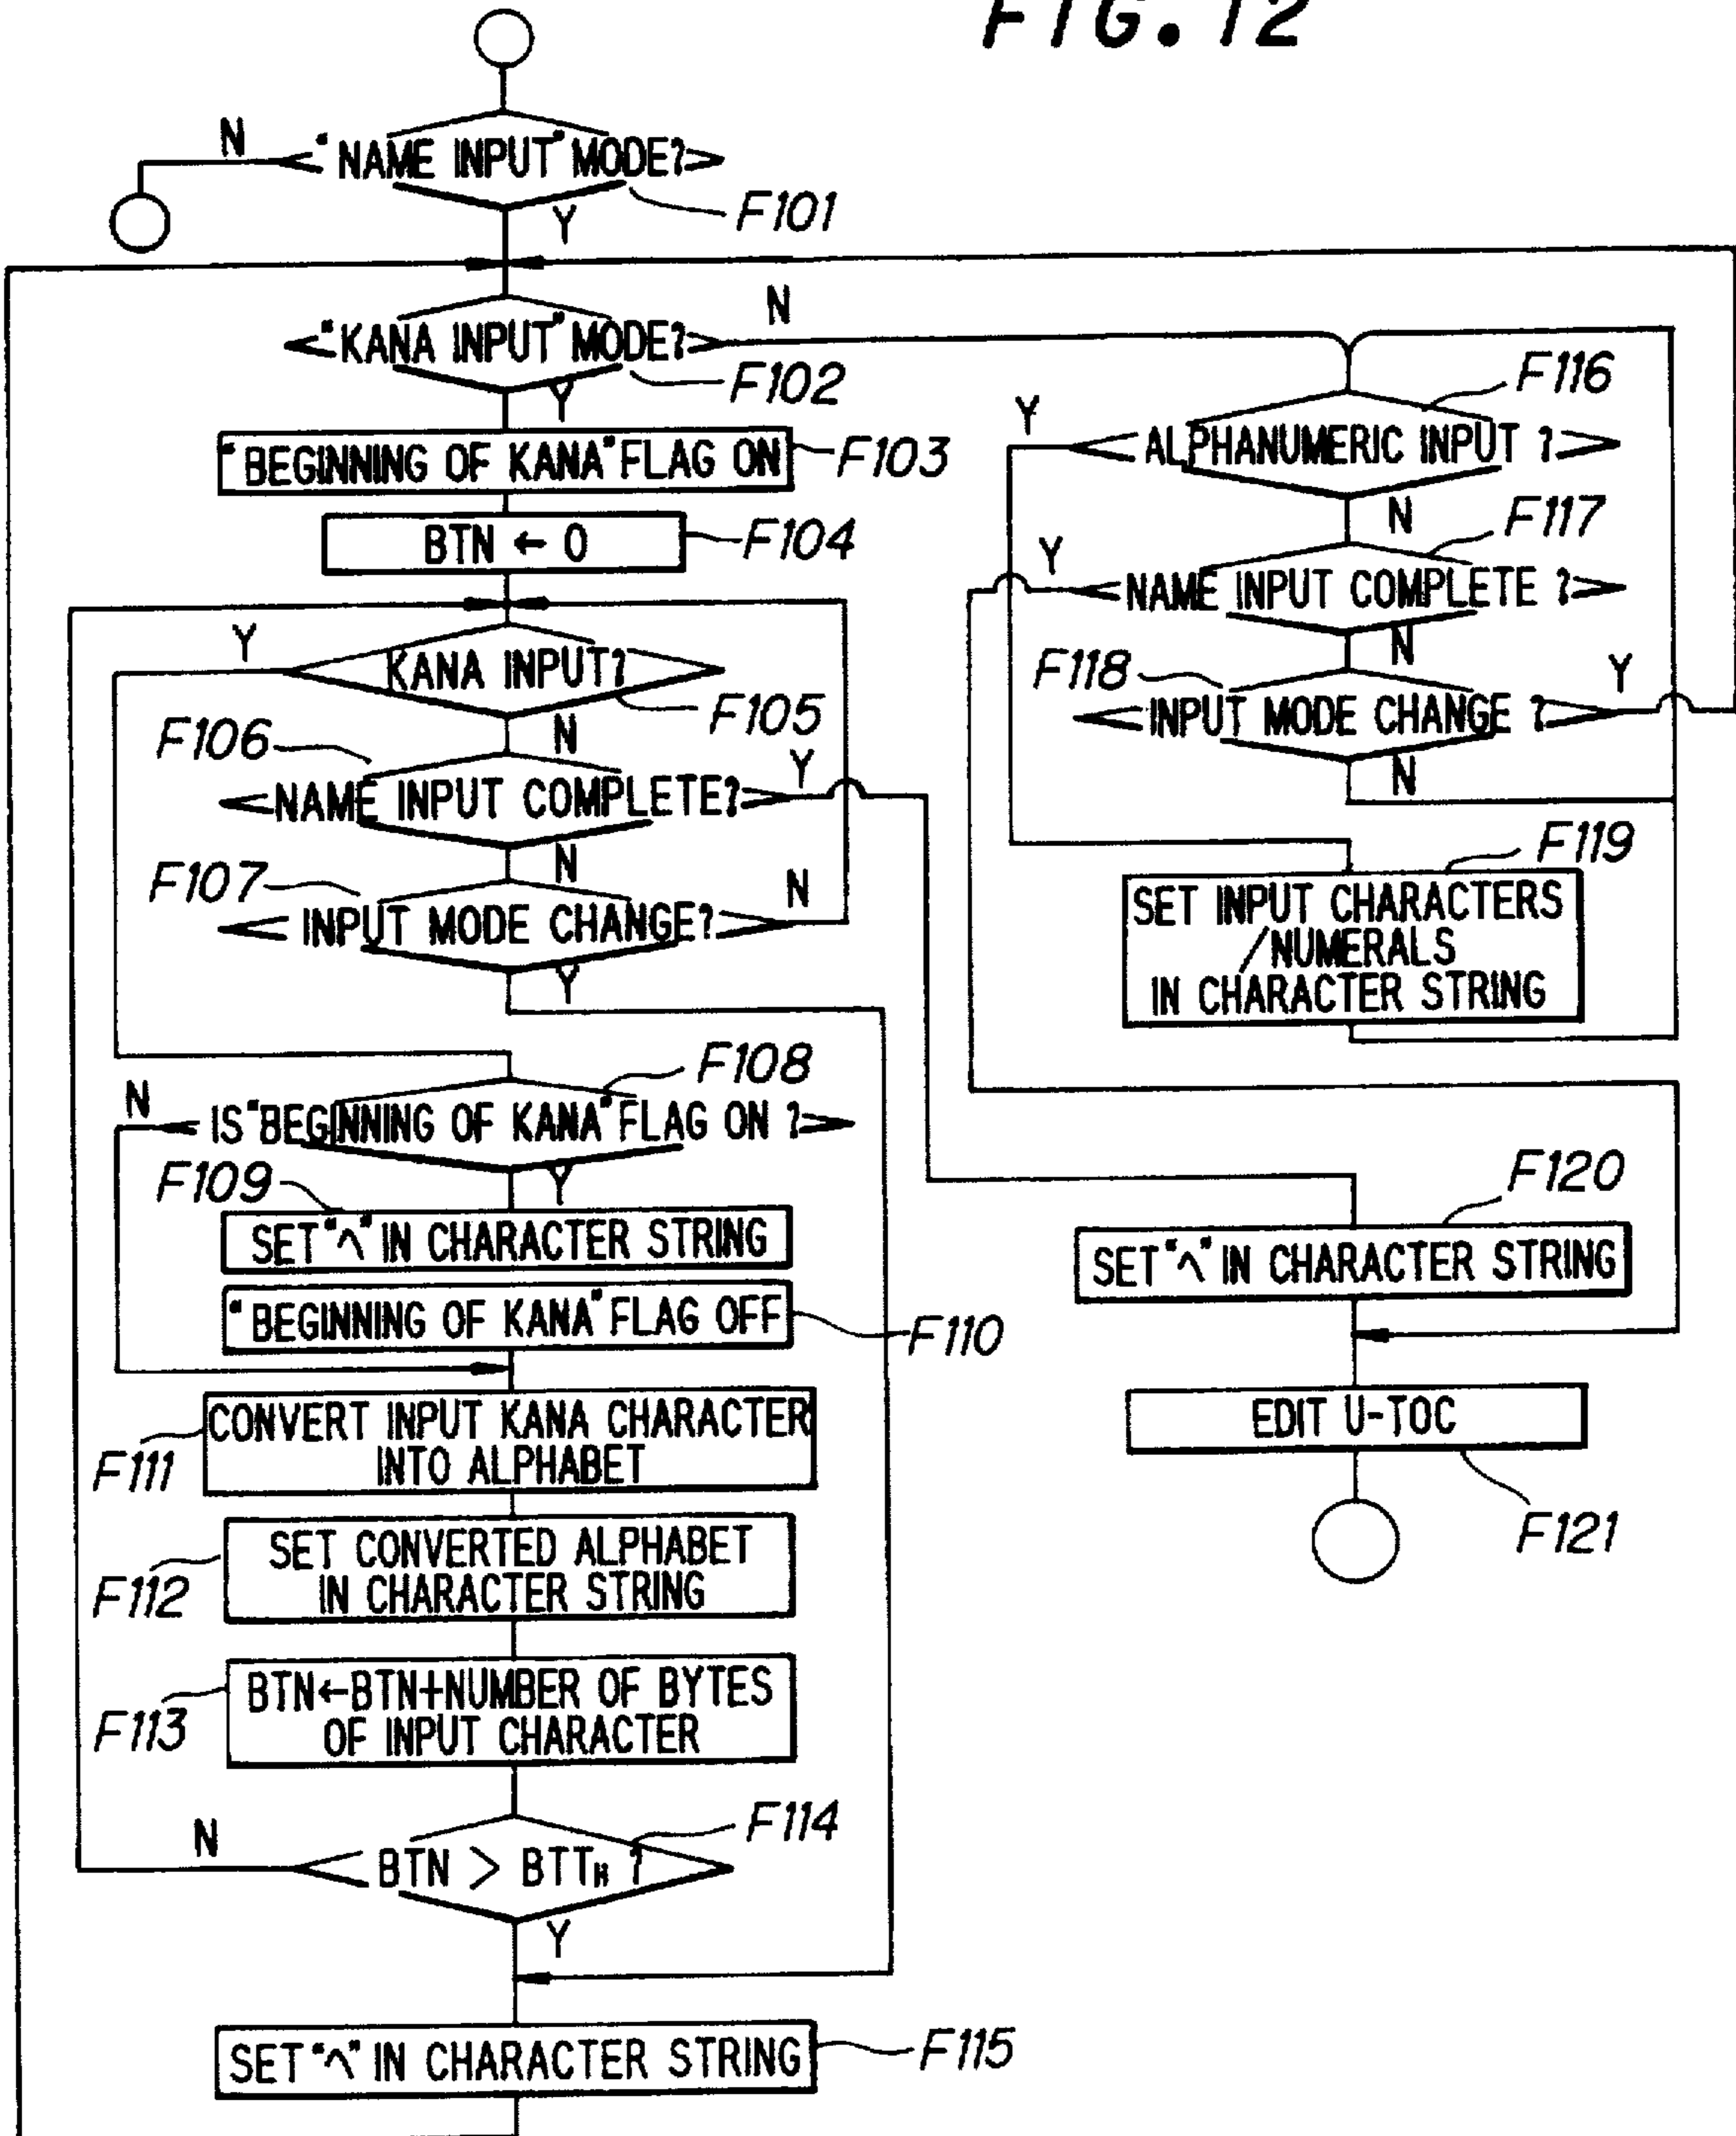 FIG. 12
N
"NAME INPUT" MODE?
F101
Y
"KANA INPUT" MODE?
N
F102
Y
"BEGINNING OF KANA" FLAG ON
F103
BTN ← 0
F104
Y
KANA INPUT?
F105
N
F106
NAME INPUT COMPLETE?
Y
N
F107
INPUT MODE CHANGE?
N
Y
F108
N
IS "BEGINNING OF KANA" FLAG ON ?
Y
F109
SET "^" IN CHARACTER STRING
"BEGINNING OF KANA" FLAG OFF
F110
CONVERT INPUT KANA CHARACTER
INTO ALPHABET
F111
SET CONVERTED ALPHABET
IN CHARACTER STRING
F112
BTN←BTN+NUMBER OF BYTES
OF INPUT CHARACTER
F113
F114
N
BTN > BTTH ?
Y
SET "^" IN CHARACTER STRING
F115
F116
Y
ALPHANUMERIC INPUT ?
N
F117
Y
NAME INPUT COMPLETE ?
N
F118
Y
INPUT MODE CHANGE ?
N
F119
SET INPUT CHARACTERS
/NUMERALS
IN CHARACTER STRING
F120
SET "^" IN CHARACTER STRING
EDIT U-TOC
F121